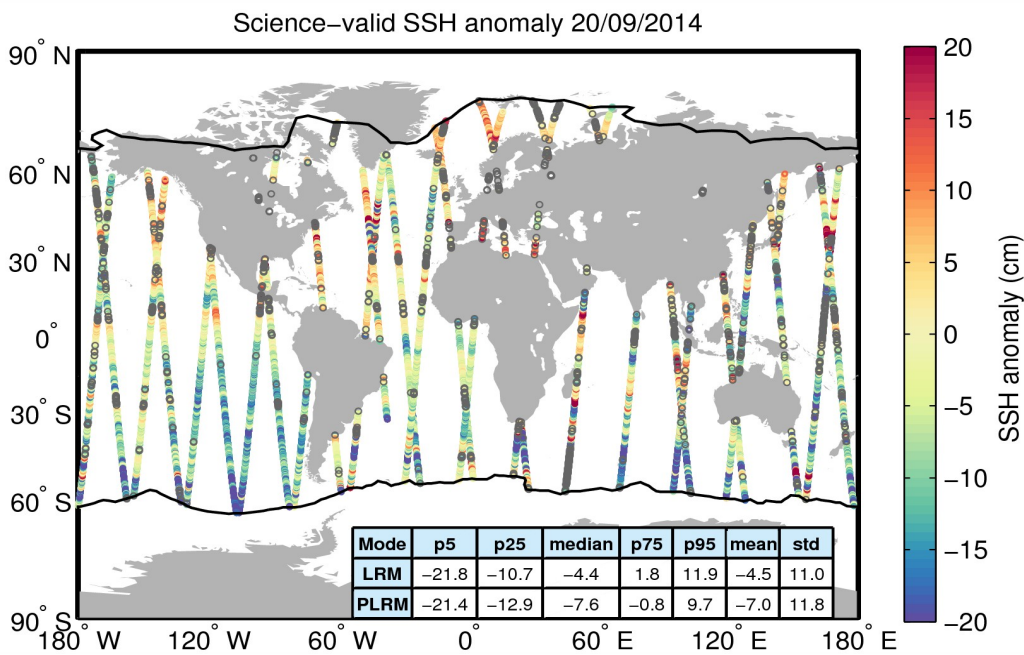 Science−valid SSH anomaly 20/09/2014
90° N
60° N
30° N
0°
30° S
60° S
90° S
180° W 120° W 60° W 0° 60° E 120° E 180° E
Mode p5 p25 median p75 p95 mean std
LRM −21.8 −10.7 −4.4 1.8 11.9 −4.5 11.0
PLRM −21.4 −12.9 −7.6 −0.8 9.7 −7.0 11.8
20
15
10
5
0
−5
−10
−15
−20
SSH anomaly (cm)